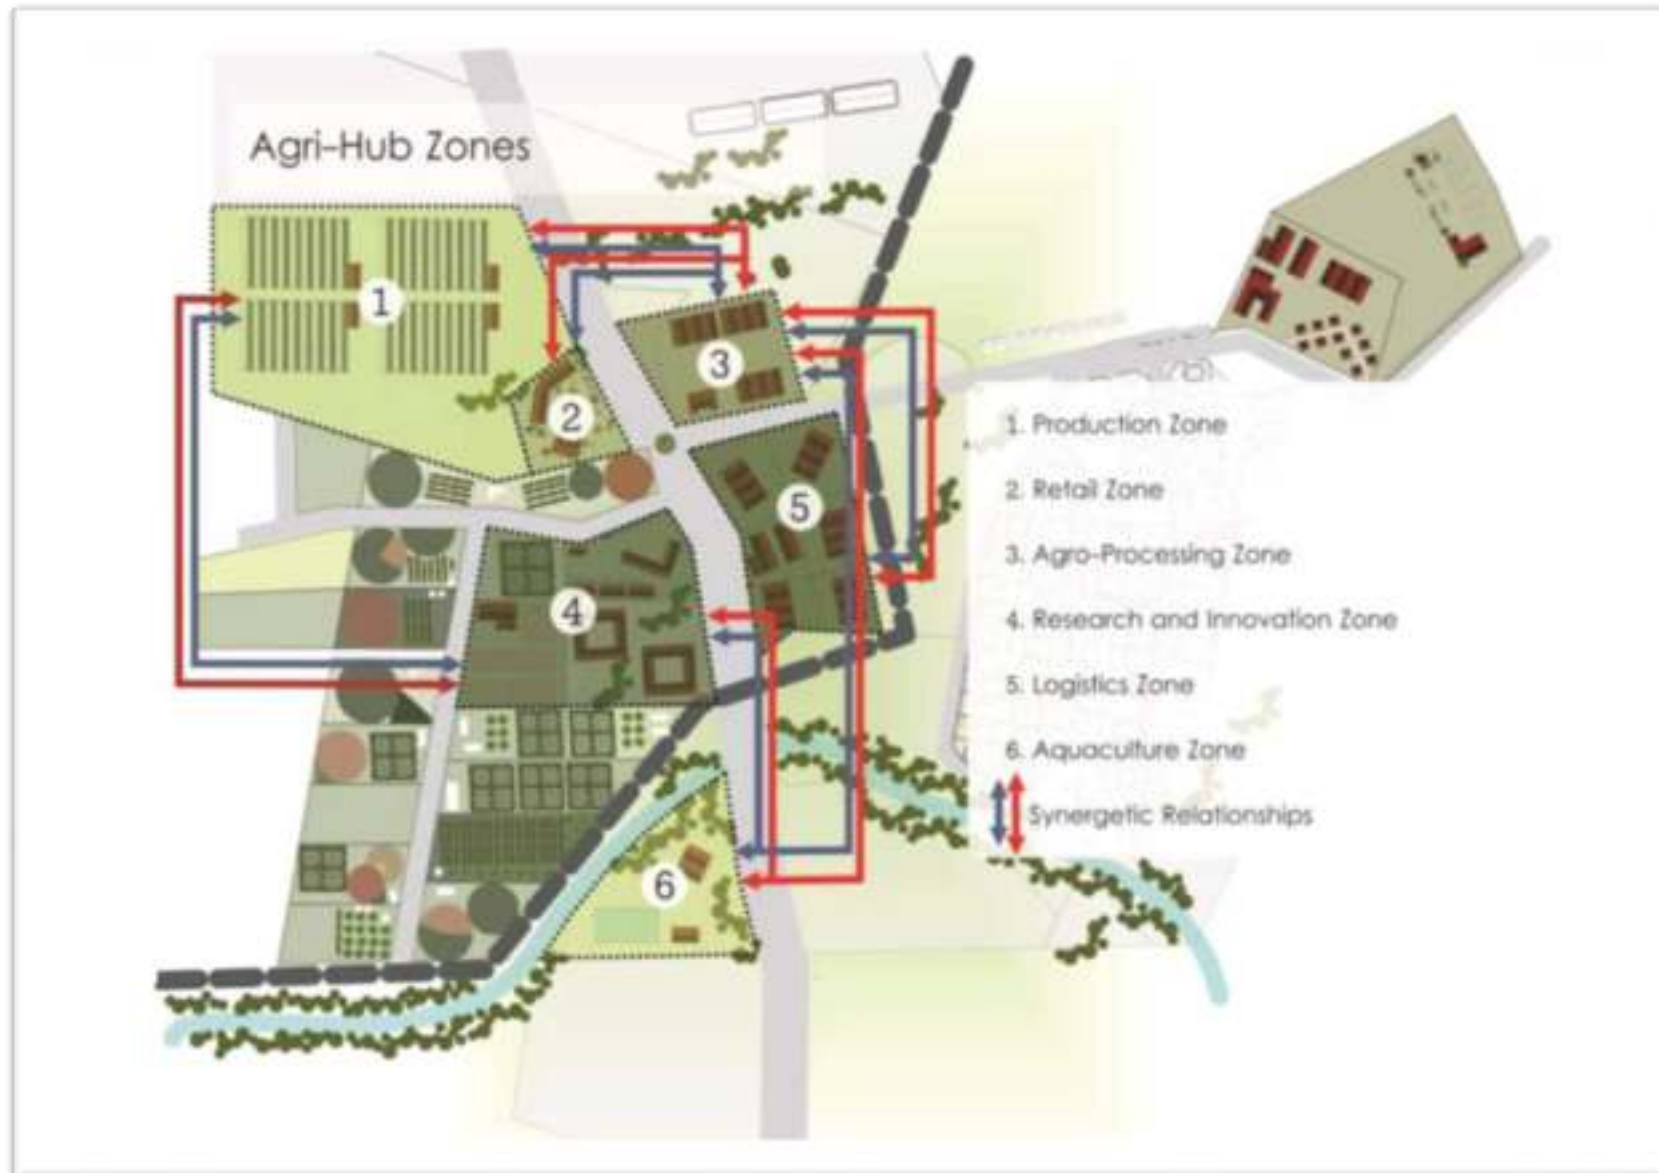 Agri-Hub Zones
1
2
3
4
5
6
1. Production Zone
2. Retail Zone
3. Agro-Processing Zone
4. Research and Innovation Zone
5. Logistics Zone
6. Aquaculture Zone
Synergetic Relationships